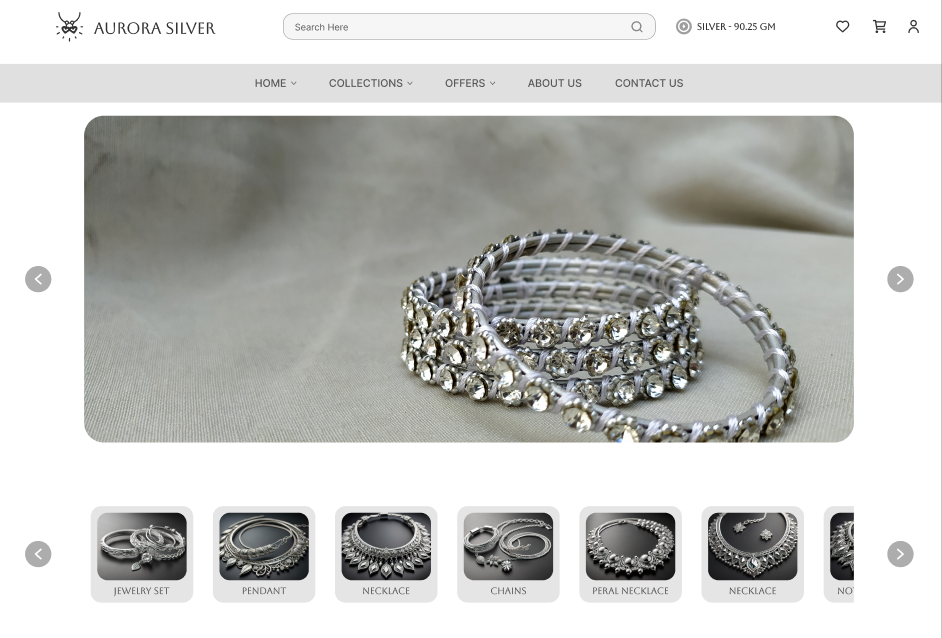 AURORA SILVER
Search Here
SILVER - 90.25 GM
HOME
COLLECTIONS
OFFERS
ABOUT US
CONTACT US
JEWELRY SET
PENDANT
NECKLACE
CHAINS
PERAL NECKLACE
NECKLACE
NO